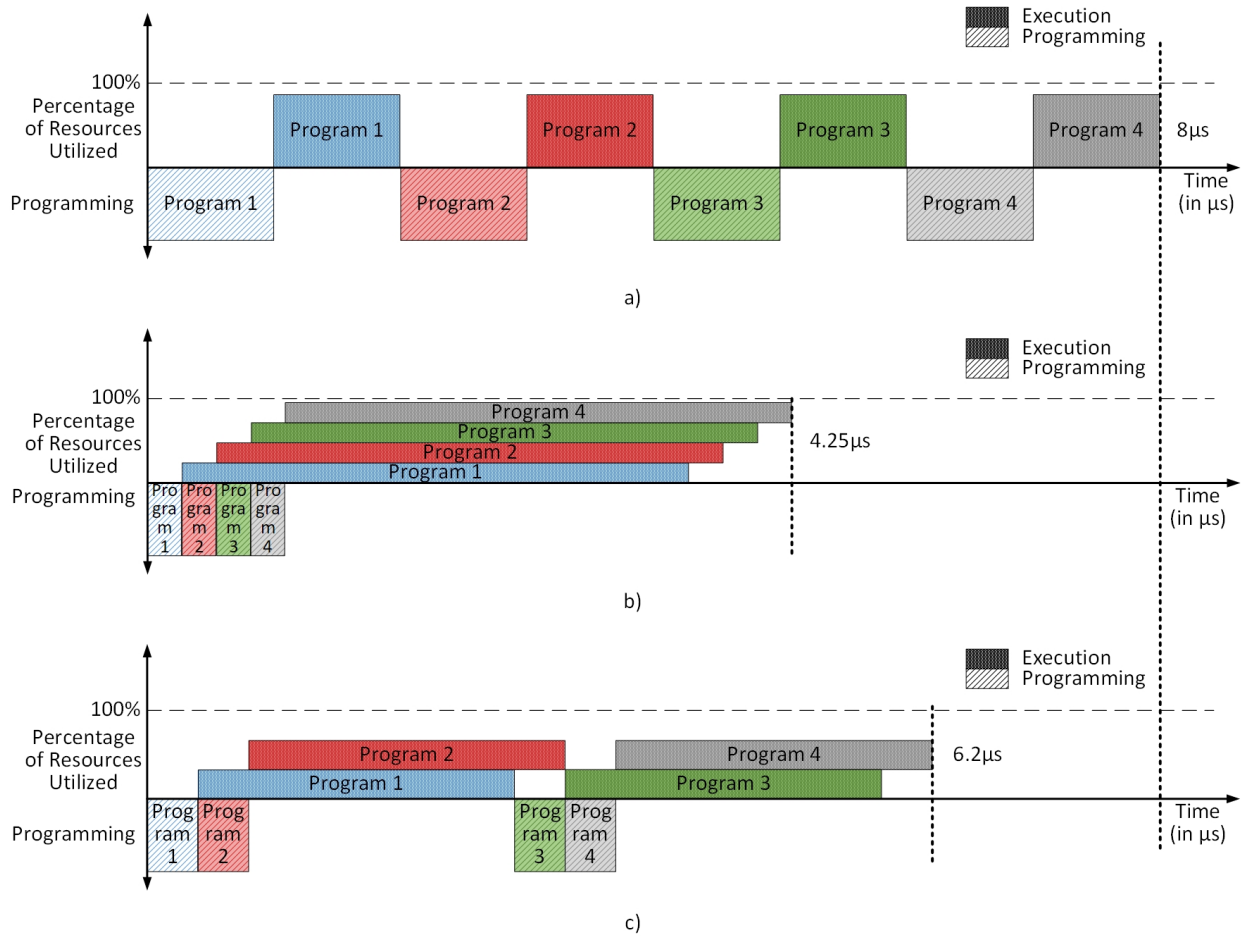 Execution
Programming
100%
Percentage
of Resources
Utilized
Program 1
Program 2
Program 3
Program 4
8µs
Programming
Program 1
Program 2
Program 3
Program 4
Time
(in µs)
a)
Execution
Programming
100%
Percentage
of Resources
Utilized
Program 4
Program 3
Program 2
Program 1
4.25µs
Programming
Pro
gra
m
1
Pro
gra
m
2
Pro
gra
m
3
Pro
gra
m
4
Time
(in µs)
b)
Execution
Programming
100%
Percentage
of Resources
Utilized
Program 2
Program 4
6.2µs
Program 1
Program 3
Programming
Prog
ram
1
Prog
ram
2
Prog
ram
3
Prog
ram
4
Time
(in µs)
c)